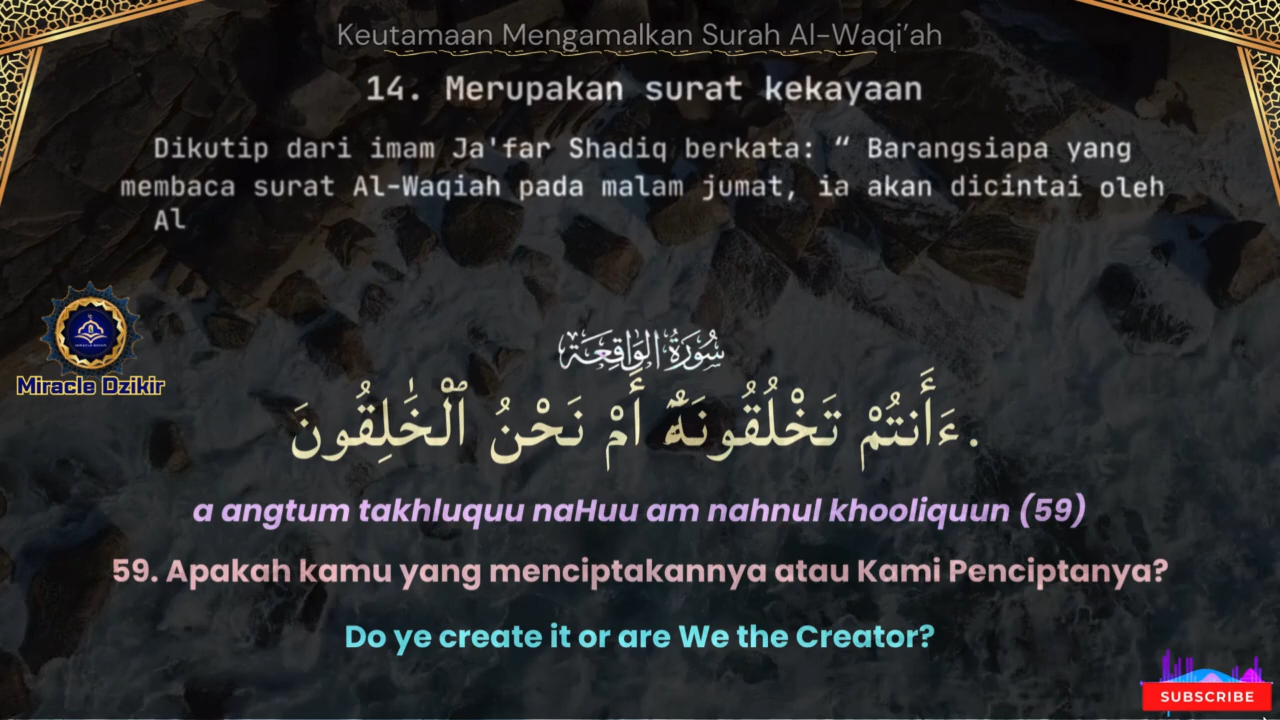 Keutamaan Mengamalkan Surah Al-Waqi'ah
14. Merupakan surat kekayaan
Dikutip dari imam Ja'far Shadiq berkata: “ Barangsiapa yang
membaca surat Al-Waqiah pada malam jumat, ia akan dicintai oleh
Al
Miracle Dzikir
سُورَةُ الوَاقِعَة
ءَأَنتُمْ تَخْلُقُونَهُۥٓ أَمْ نَحْنُ ٱلْخَٰلِقُونَ.
a angtum takhluquu naHuu am nahnul khooliquun (59)
59. Apakah kamu yang menciptakannya atau Kami Penciptanya?
Do ye create it or are We the Creator?
SUBSCRIBE